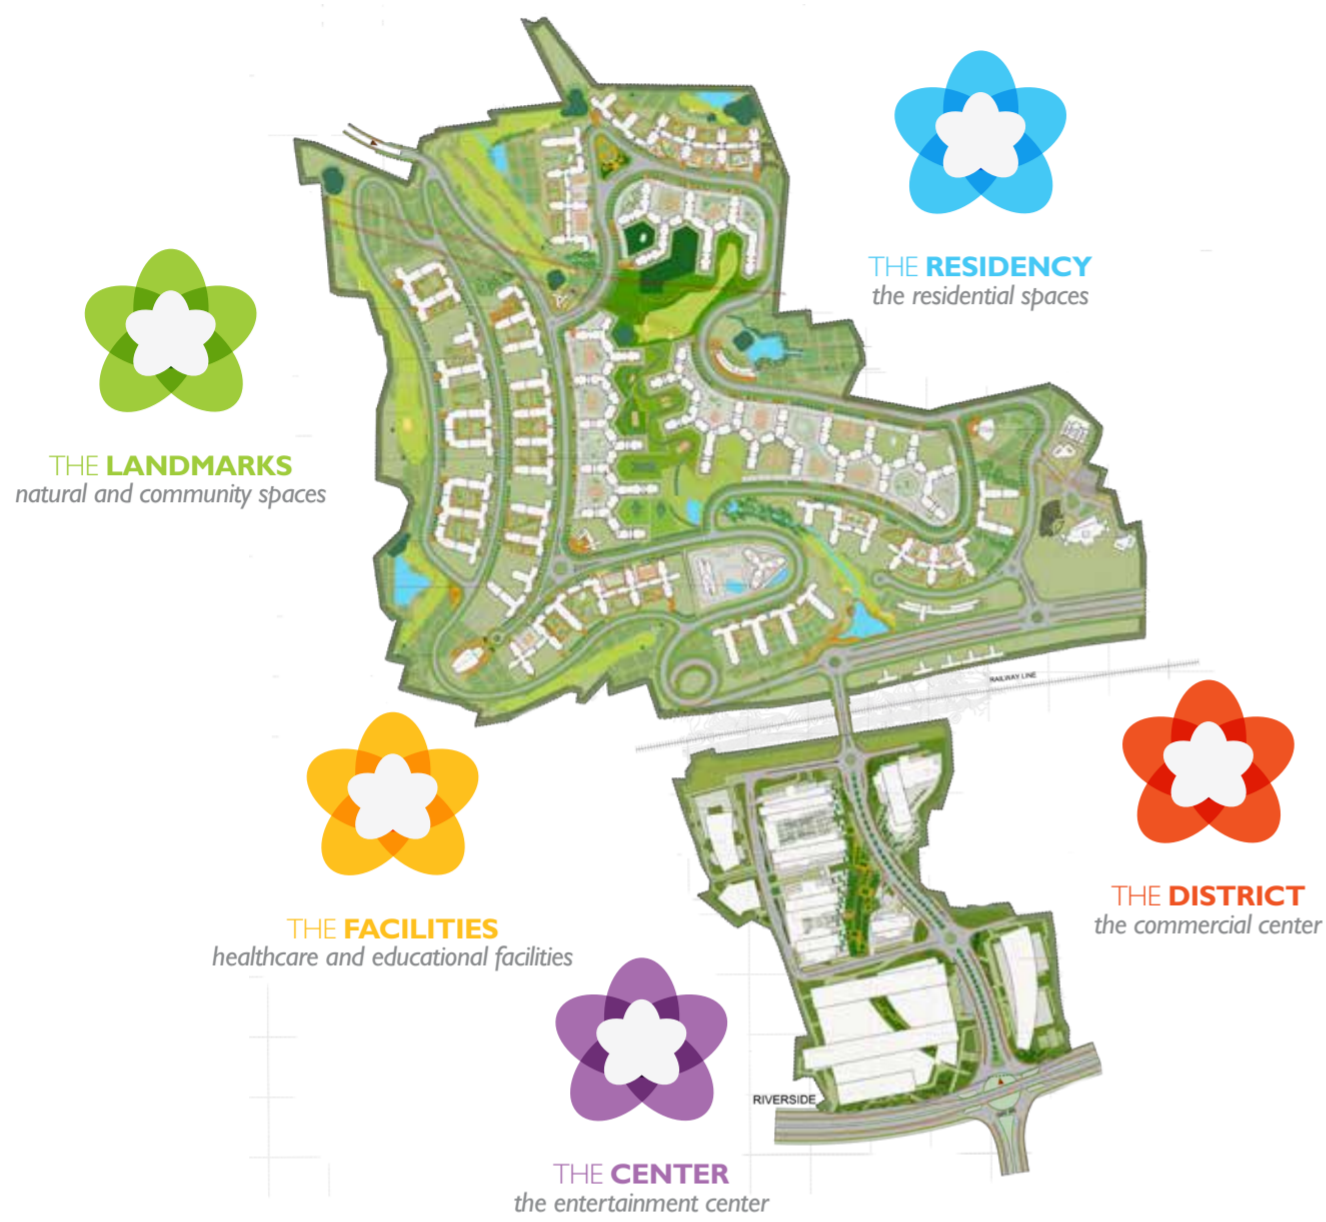 THE RESIDENCY
the residential spaces
THE LANDMARKS
natural and community spaces
RAILWAY LINE
THE FACILITIES
healthcare and educational facilities
THE DISTRICT
the commercial center
RIVERSIDE
THE CENTER
the entertainment center